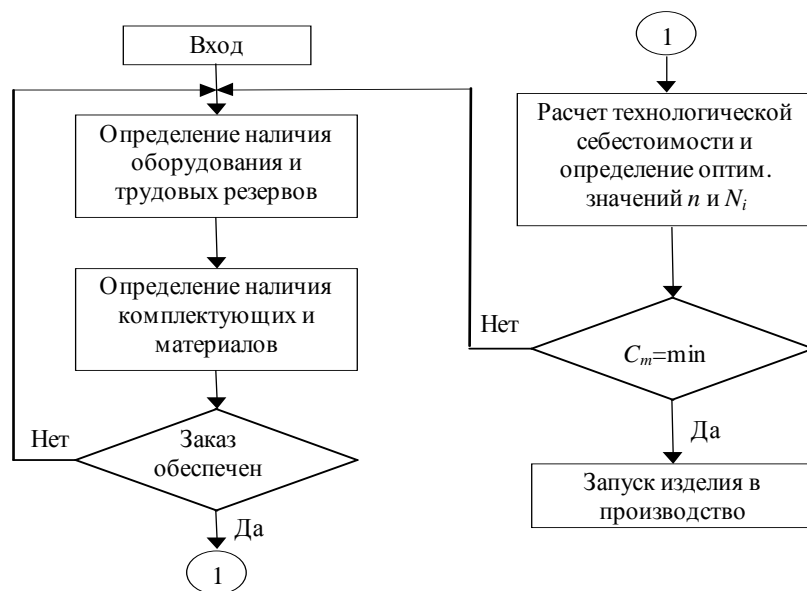 Вход
Определение наличия
оборудования и
трудовых резервов
Определение наличия
комплектующих и
материалов
Нет
Заказ
обеспечен
Да
1
1
Расчет технологической
себестоимости и
определение оптим.
значений n и Nᵢ
Нет
Cₘ=min
Да
Запуск изделия в
производство